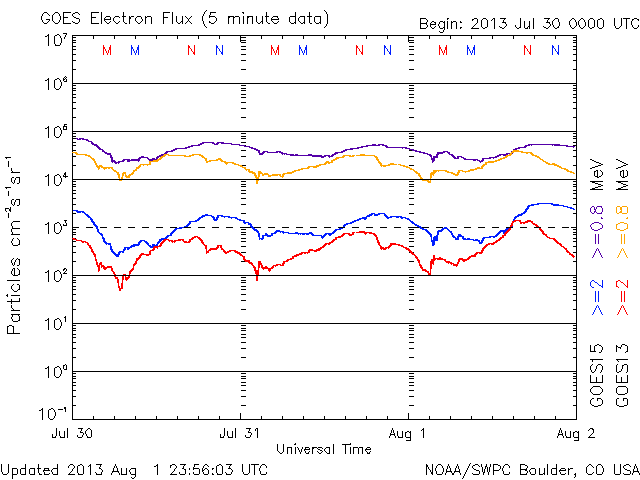 GOES Electron Flux (5 minute data)
Begin: 2013 Jul 30 0000 UTC
M M N N M M N N M M N N
10⁷
10⁶
10⁵
10⁴
10³
10²
10¹
10⁰
10⁻¹
Particles cm⁻²s⁻¹sr⁻¹
Jul 30 Jul 31 Aug 1 Aug 2
Universal Time
GOES15 >=2 >=0.8 MeV
GOES13 >=2 >=0.8 MeV
Updated 2013 Aug 1 23:56:03 UTC
NOAA/SWPC Boulder, CO USA